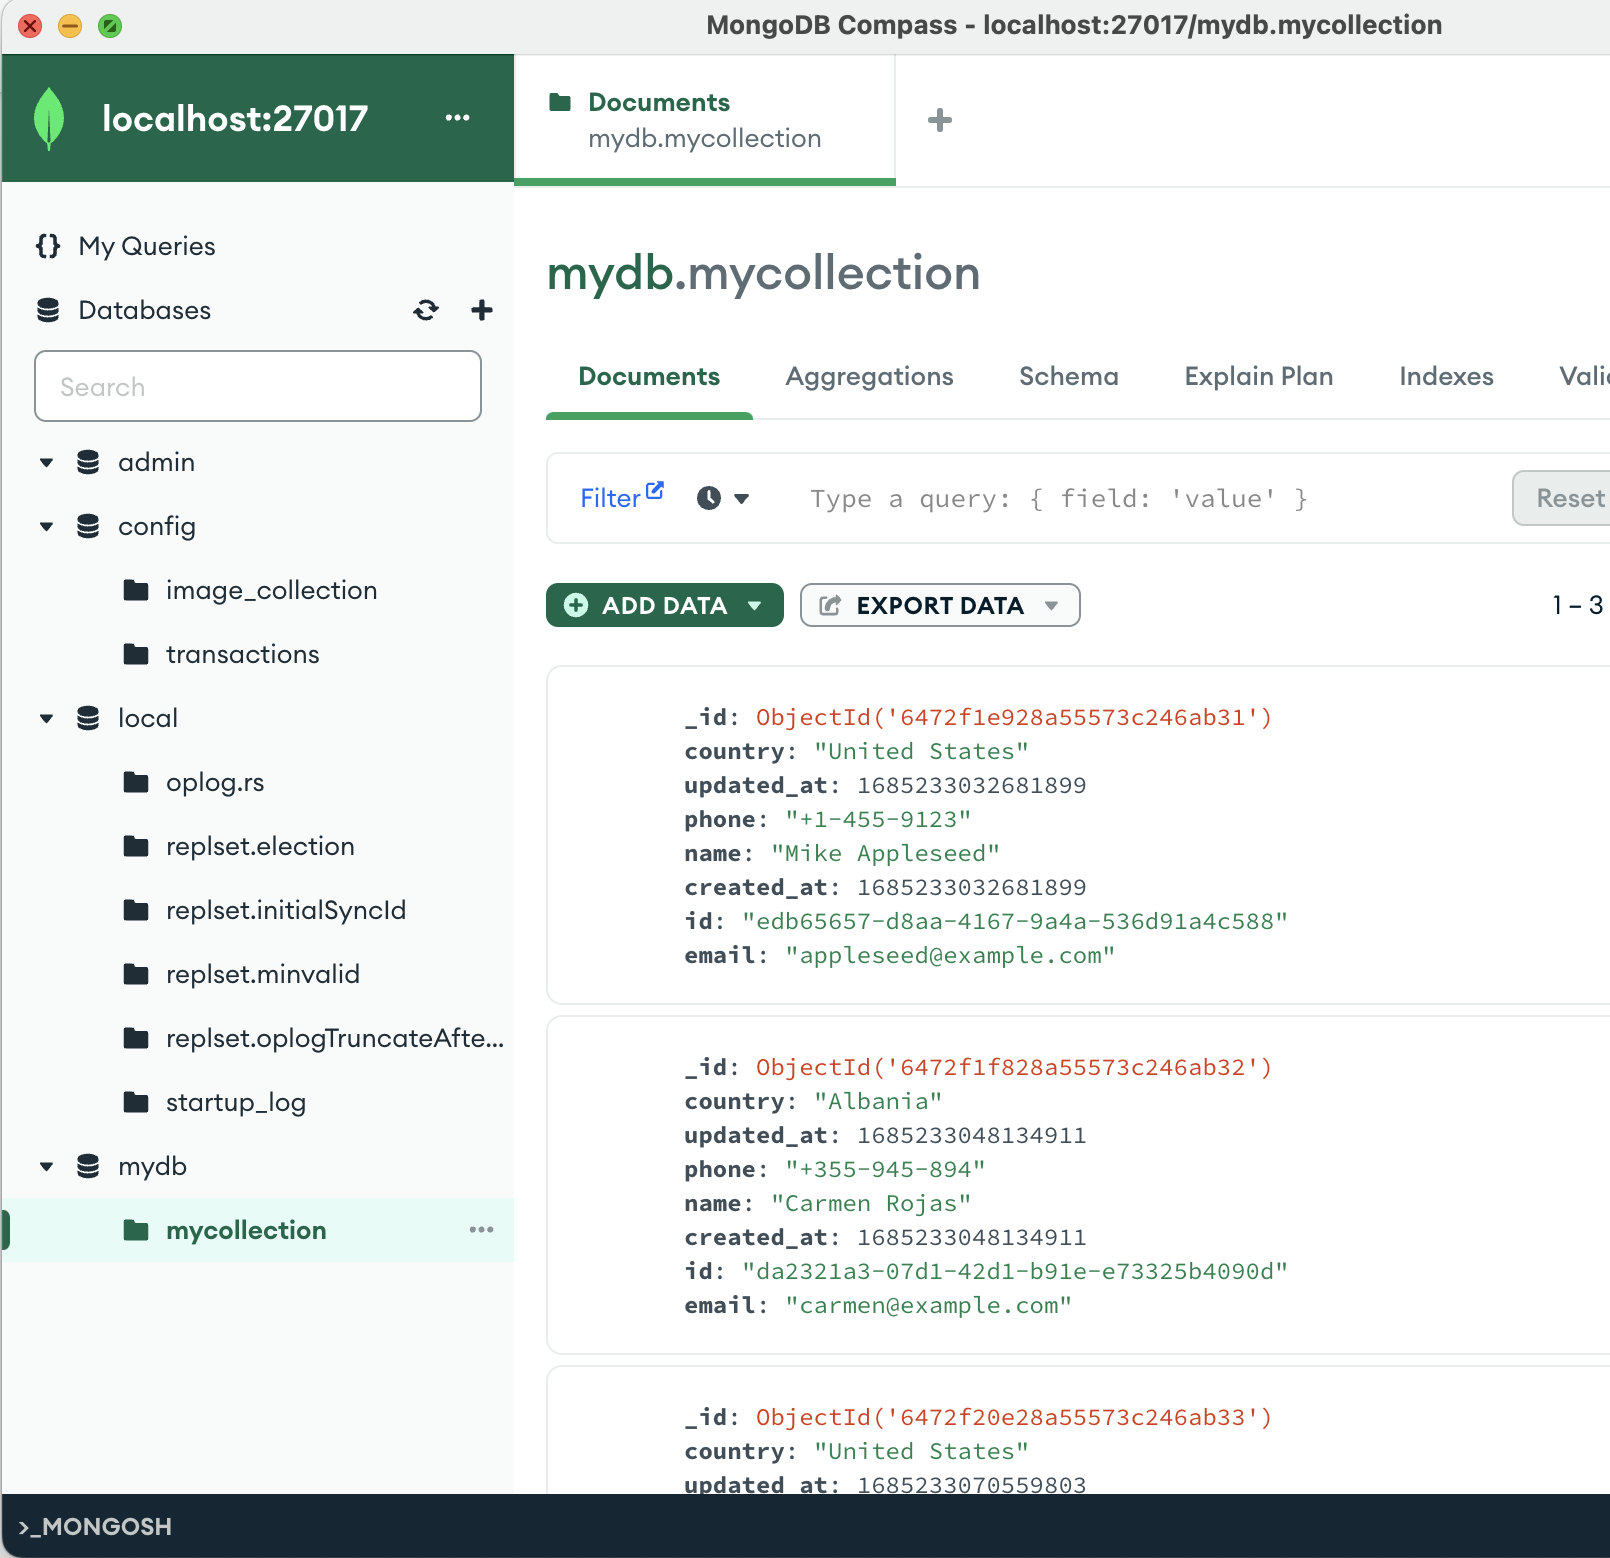 MongoDB Compass - localhost:27017/mydb.mycollection
localhost:27017
Documents
mydb.mycollection
My Queries
Databases
Search
admin
config
image_collection
transactions
local
oplog.rs
replset.election
replset.initialSyncId
replset.minvalid
replset.oplogTruncateAfte...
startup_log
mydb
mycollection
mydb.mycollection
Documents Aggregations Schema Explain Plan Indexes Valid
Filter Type a query: { field: 'value' } Reset
ADD DATA EXPORT DATA 1 – 3
_id: ObjectId('6472f1e928a55573c246ab31')
country: "United States"
updated_at: 1685233032681899
phone: "+1-455-9123"
name: "Mike Appleseed"
created_at: 1685233032681899
id: "edb65657-d8aa-4167-9a4a-536d91a4c588"
email: "appleseed@example.com"
_id: ObjectId('6472f1f828a55573c246ab32')
country: "Albania"
updated_at: 1685233048134911
phone: "+355-945-894"
name: "Carmen Rojas"
created_at: 1685233048134911
id: "da2321a3-07d1-42d1-b91e-e73325b4090d"
email: "carmen@example.com"
_id: ObjectId('6472f20e28a55573c246ab33')
country: "United States"
updated_at: 1685233070559803
>_MONGOSH